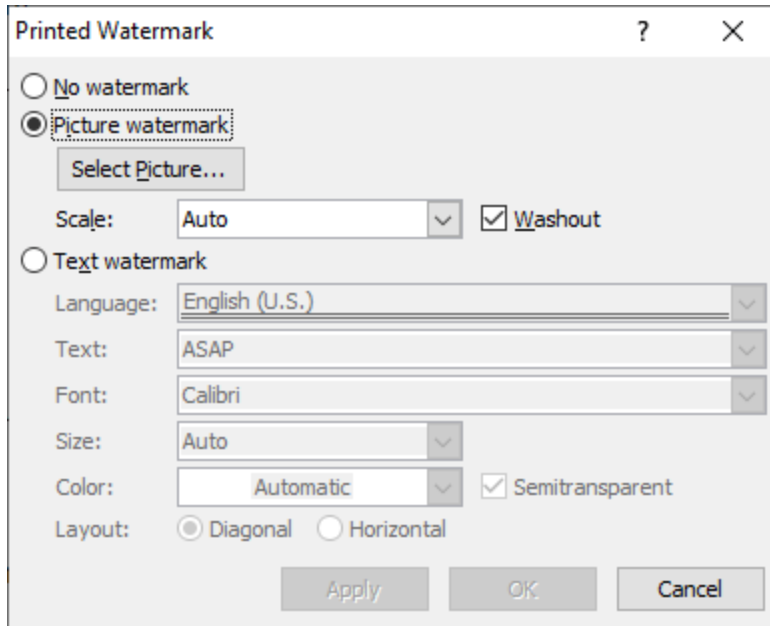 Printed Watermark ?
No watermark
Picture watermark
Select Picture...
Scale: Auto Washout
Text watermark
Language: English (U.S.)
Text: ASAP
Font: Calibri
Size: Auto
Color: Automatic Semitransparent
Layout: Diagonal Horizontal
Apply OK Cancel